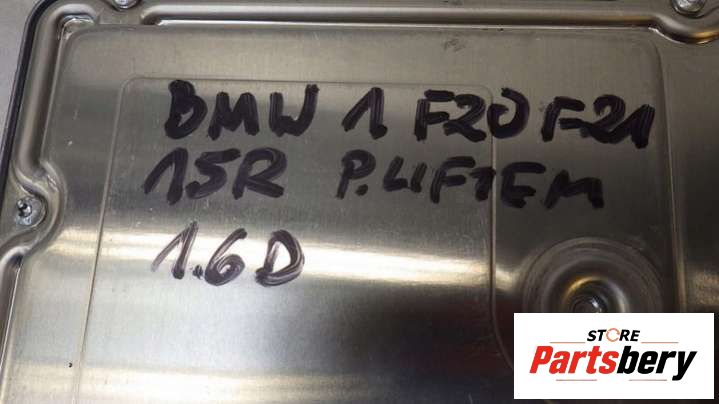 BMW 1 F20 F21
15R P.LIFTEM
1.6D
STORE
Partsbery